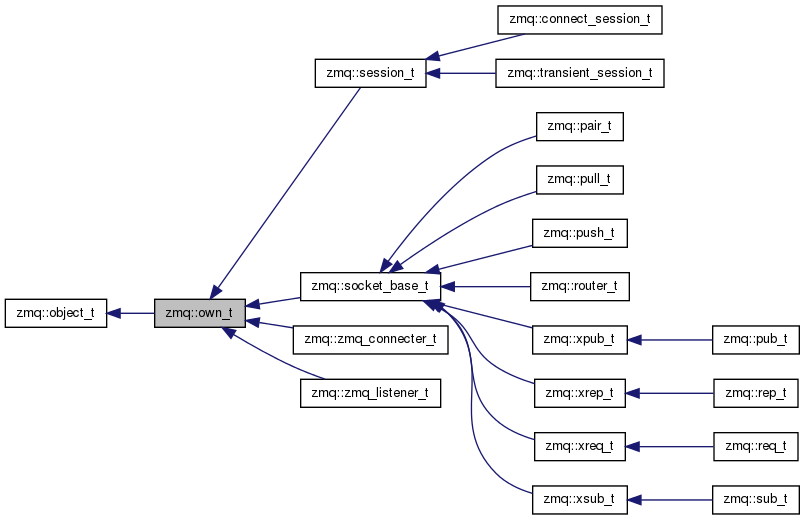 zmq::connect_session_t
zmq::session_t
zmq::transient_session_t
zmq::pair_t
zmq::pull_t
zmq::push_t
zmq::socket_base_t
zmq::router_t
zmq::object_t
zmq::own_t
zmq::zmq_connecter_t
zmq::xpub_t
zmq::pub_t
zmq::zmq_listener_t
zmq::xrep_t
zmq::rep_t
zmq::xreq_t
zmq::req_t
zmq::xsub_t
zmq::sub_t